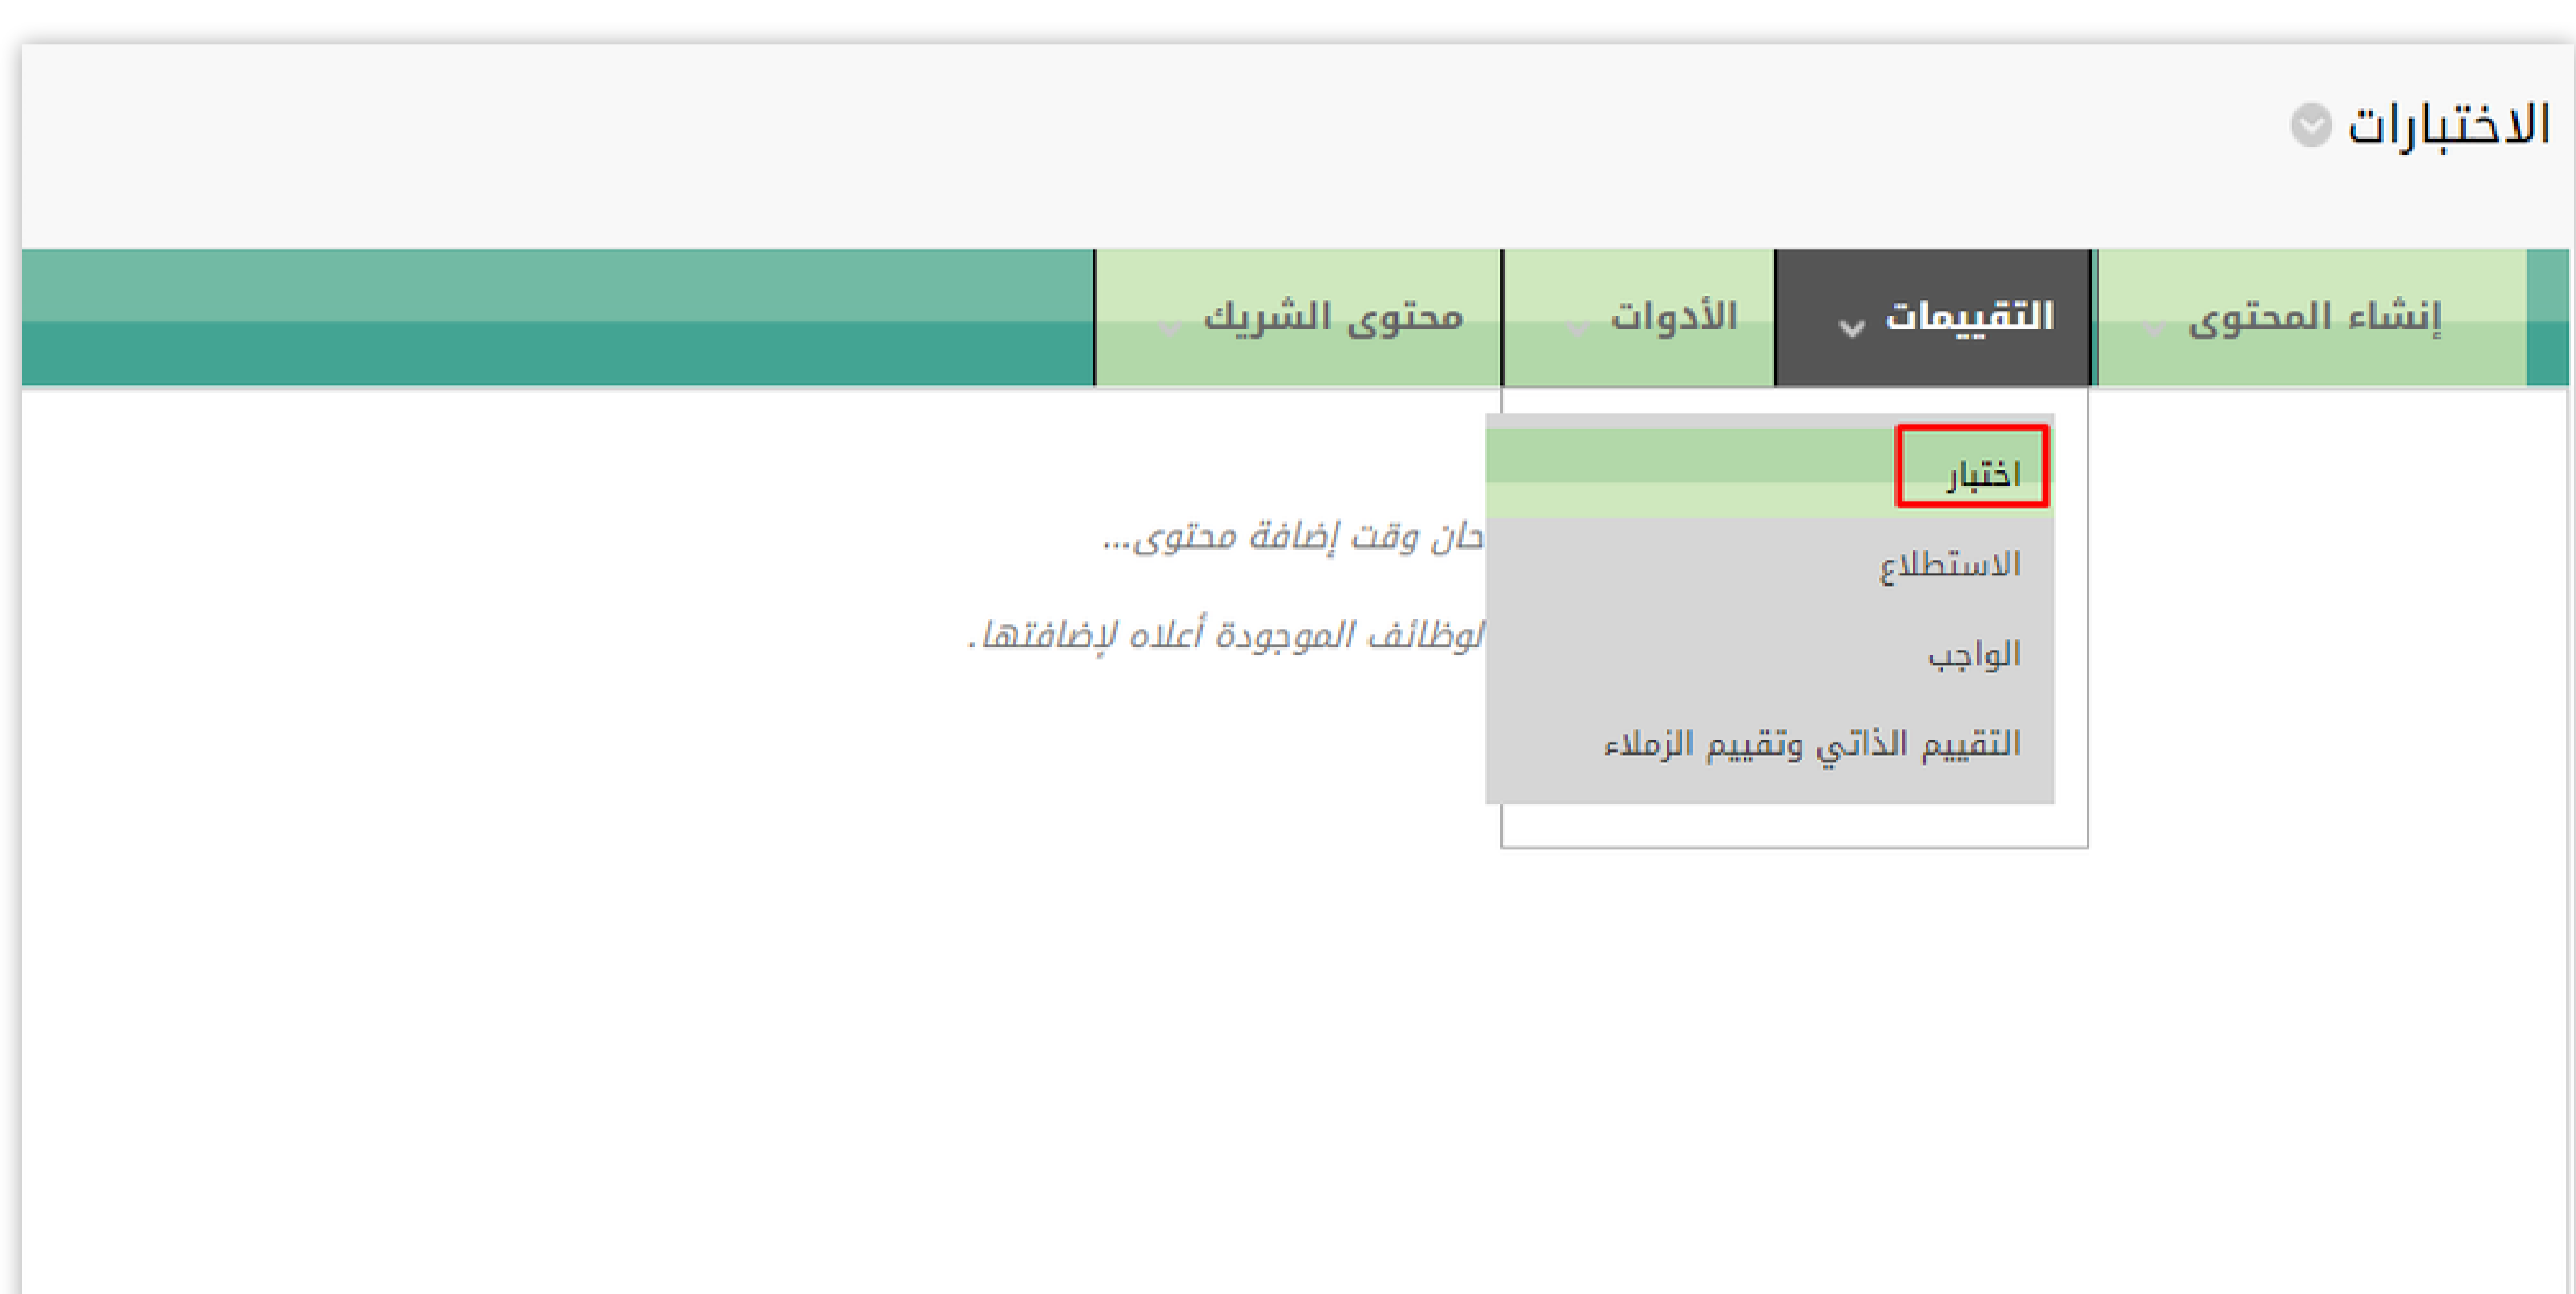 الاختبارات
إنشاء المحتوى التقييمات الأدوات محتوى الشريك
اختبار
الاستطلاع
الواجب
التقييم الذاتي وتقييم الزملاء
حان وقت إضافة محتوى...
الموجودة أعلاه لإضافتها.